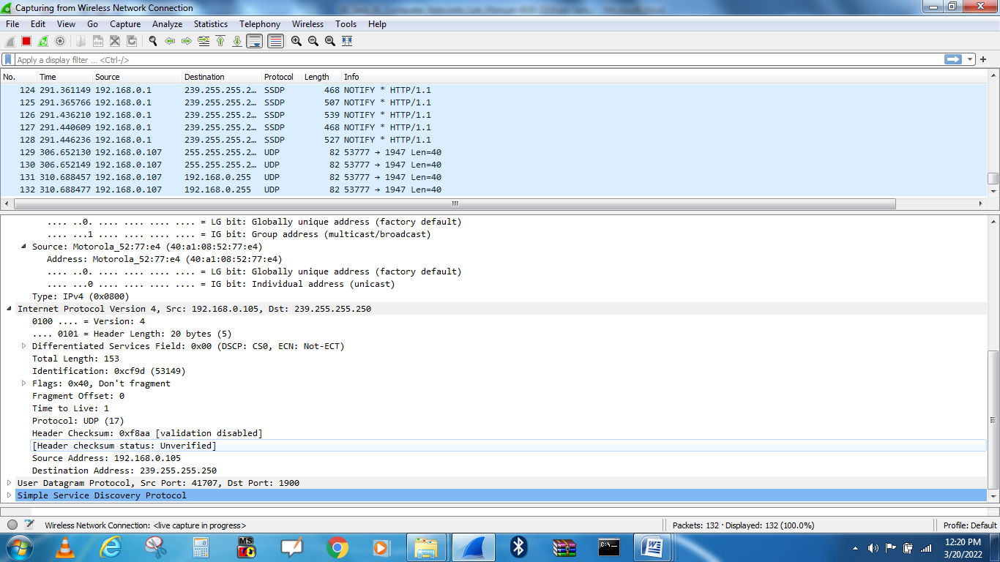 Capturing from Wireless Network Connection
File Edit View Go Capture Analyze Statistics Telephony Wireless Tools Help
Apply a display filter ... <Ctrl-/>
No. Time Source Destination Protocol Length Info
124 291.361149 192.168.0.1 239.255.255.2… SSDP 468 NOTIFY * HTTP/1.1
125 291.365766 192.168.0.1 239.255.255.2… SSDP 507 NOTIFY * HTTP/1.1
126 291.436210 192.168.0.1 239.255.255.2… SSDP 539 NOTIFY * HTTP/1.1
127 291.440609 192.168.0.1 239.255.255.2… SSDP 468 NOTIFY * HTTP/1.1
128 291.446236 192.168.0.1 239.255.255.2… SSDP 527 NOTIFY * HTTP/1.1
129 306.652130 192.168.0.107 255.255.255.2… UDP 82 53777 → 1947 Len=40
130 306.652149 192.168.0.107 255.255.255.2… UDP 82 53777 → 1947 Len=40
131 310.688457 192.168.0.107 192.168.0.255 UDP 82 53777 → 1947 Len=40
132 310.688477 192.168.0.107 192.168.0.255 UDP 82 53777 → 1947 Len=40
.... ..0. .... .... .... .... = LG bit: Globally unique address (factory default)
.... ...1 .... .... .... .... = IG bit: Group address (multicast/broadcast)
Source: Motorola_52:77:e4 (40:a1:08:52:77:e4)
Address: Motorola_52:77:e4 (40:a1:08:52:77:e4)
.... ..0. .... .... .... .... = LG bit: Globally unique address (factory default)
.... ...0 .... .... .... .... = IG bit: Individual address (unicast)
Type: IPv4 (0x0800)
Internet Protocol Version 4, Src: 192.168.0.105, Dst: 239.255.255.250
0100 .... = Version: 4
.... 0101 = Header Length: 20 bytes (5)
Differentiated Services Field: 0x00 (DSCP: CS0, ECN: Not-ECT)
Total Length: 153
Identification: 0xcf9d (53149)
Flags: 0x40, Don't fragment
Fragment Offset: 0
Time to Live: 1
Protocol: UDP (17)
Header Checksum: 0xf8aa [validation disabled]
[Header checksum status: Unverified]
Source Address: 192.168.0.105
Destination Address: 239.255.255.250
User Datagram Protocol, Src Port: 41707, Dst Port: 1900
Simple Service Discovery Protocol
Wireless Network Connection: <live capture in progress>
Packets: 132 · Displayed: 132 (100.0%)
Profile: Default
MS
C:\_
12:20 PM
3/20/2022